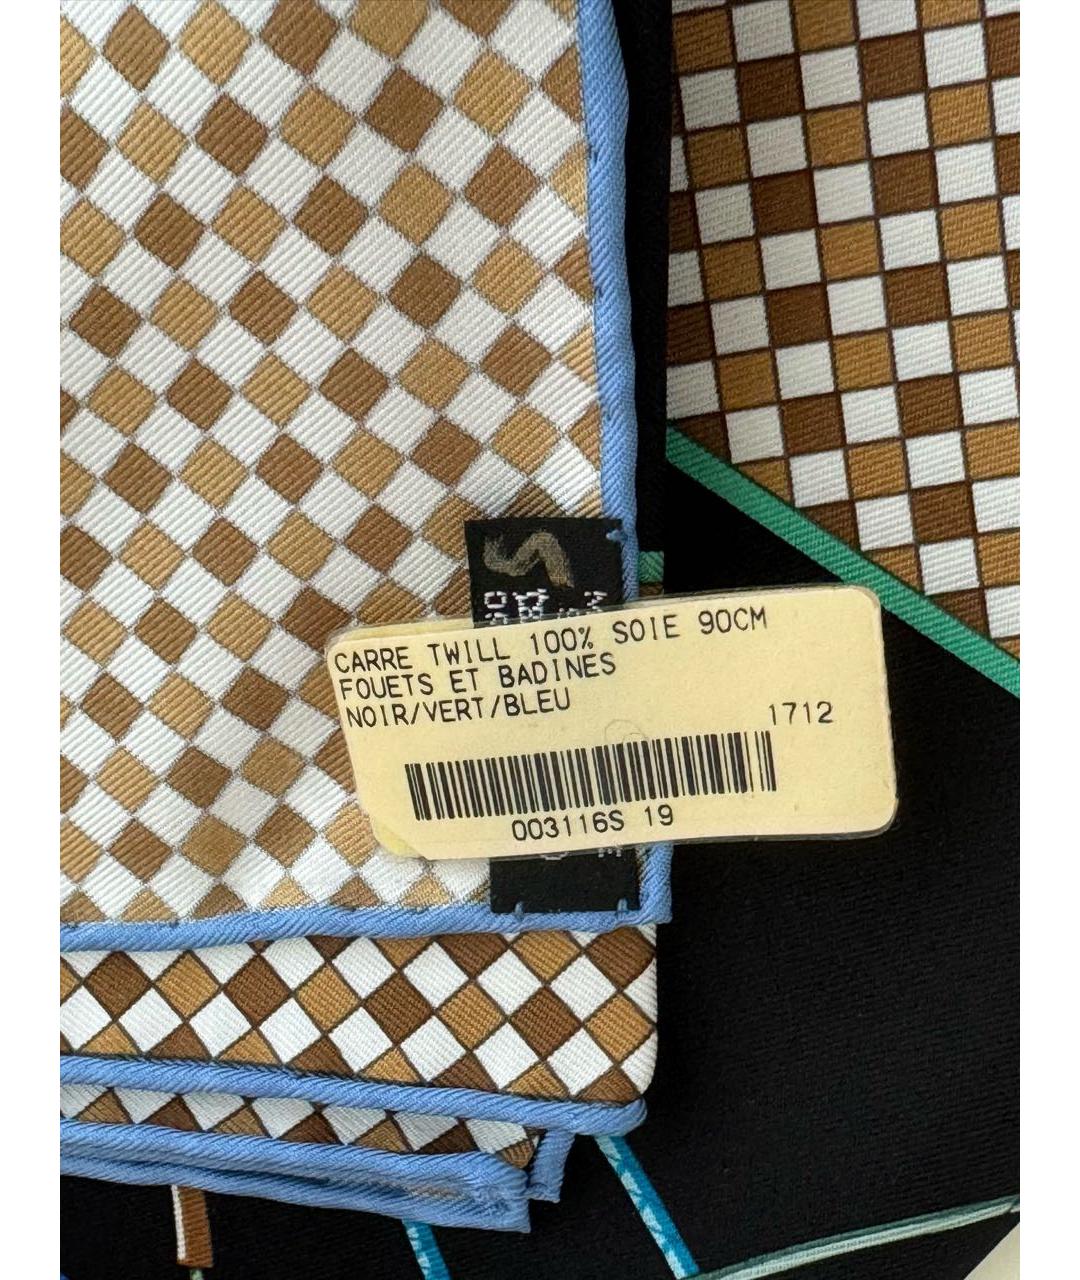 CARRE TWILL 100% SOIE 90CM
FOUETS ET BADINES
NOIR/VERT/BLEU
1712
003116S 19